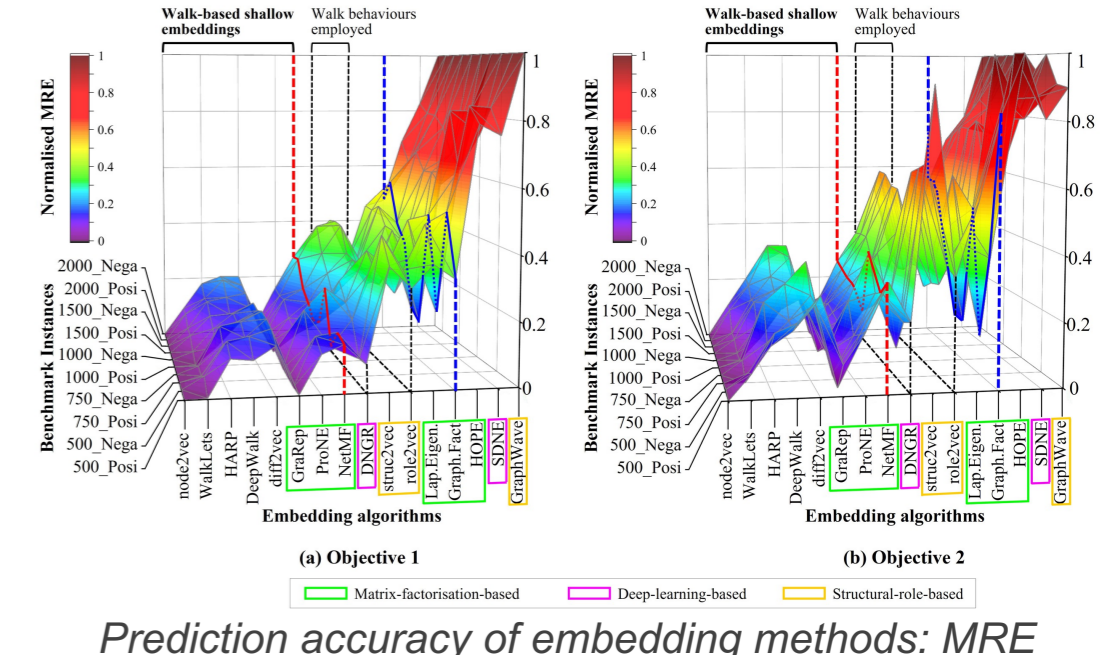 Walk-based shallow
embeddings
Walk behaviours
employed
Normalised MRE
1
0.8
0.6
0.4
0.2
0
1
0.8
0.6
0.4
0.2
0
Benchmark Instances
2000_Nega
2000_Posi
1500_Nega
1500_Posi
1000_Nega
1000_Posi
750_Nega
750_Posi
500_Nega
500_Posi
node2vec
WalkLets
HARP
DeepWalk
diff2vec
GraRep
ProNE
NetMF
DNGR
struc2vec
role2vec
Lap.Eigen
Graph.Fact
HOPE
SDNE
GraphWave
Embedding algorithms
(a) Objective 1
Walk-based shallow
embeddings
Walk behaviours
employed
Normalised MRE
1
0.8
0.6
0.4
0.2
0
1
0.8
0.6
0.4
0.2
0
Benchmark Instances
2000_Nega
2000_Posi
1500_Nega
1500_Posi
1000_Nega
1000_Posi
750_Nega
750_Posi
500_Nega
500_Posi
node2vec
WalkLets
HARP
DeepWalk
diff2vec
GraRep
ProNE
NetMF
DNGR
struc2vec
role2vec
Lap.Eigen
Graph.Fact
HOPE
SDNE
GraphWave
Embedding algorithms
(b) Objective 2
Matrix-factorisation-based
Deep-learning-based
Structural-role-based
Prediction accuracy of embedding methods: MRE